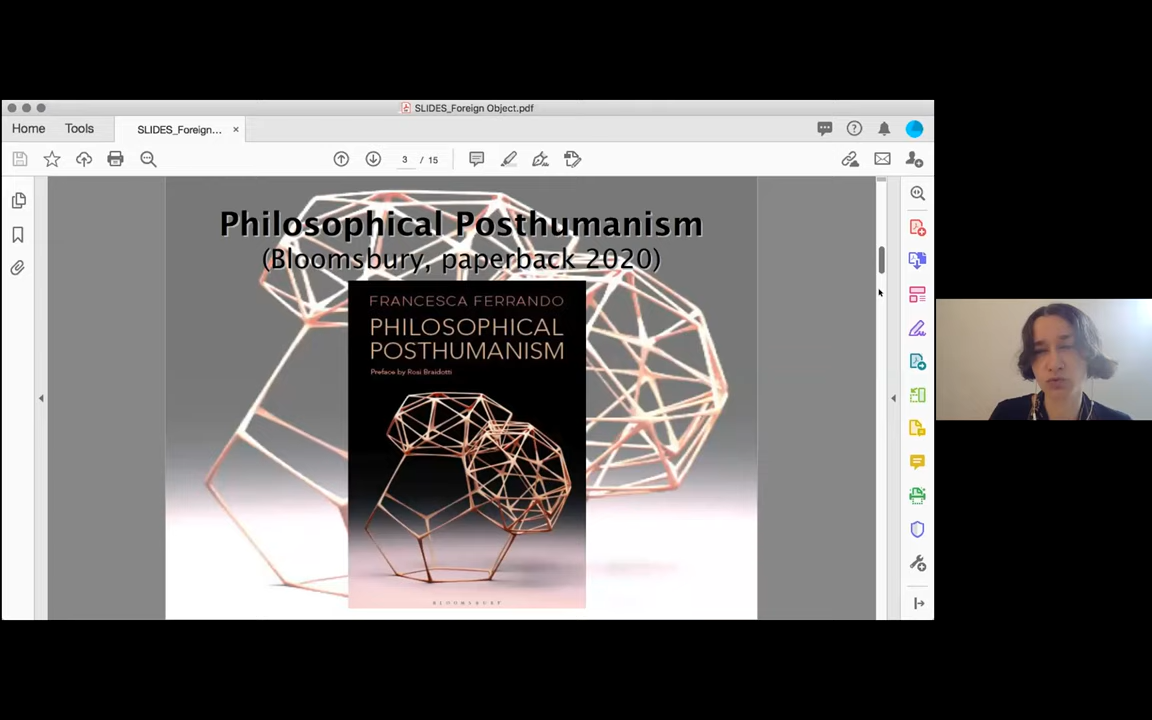 SLIDES_Foreign Object.pdf
Home Tools SLIDES_Foreign... ×
3 / 15
Philosophical Posthumanism
(Bloomsbury, paperback 2020)
FRANCESCA FERRANDO
PHILOSOPHICAL
POSTHUMANISM
Preface by Rosi Braidotti
BLOOMSBURY